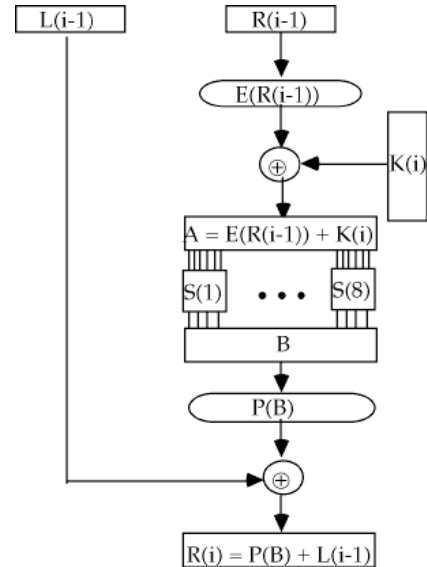 L(i-1)
R(i-1)
E(R(i-1))
⊕
K(i)
A = E(R(i-1)) + K(i)
S(1)
• • •
S(8)
B
P(B)
⊕
R(i) = P(B) + L(i-1)